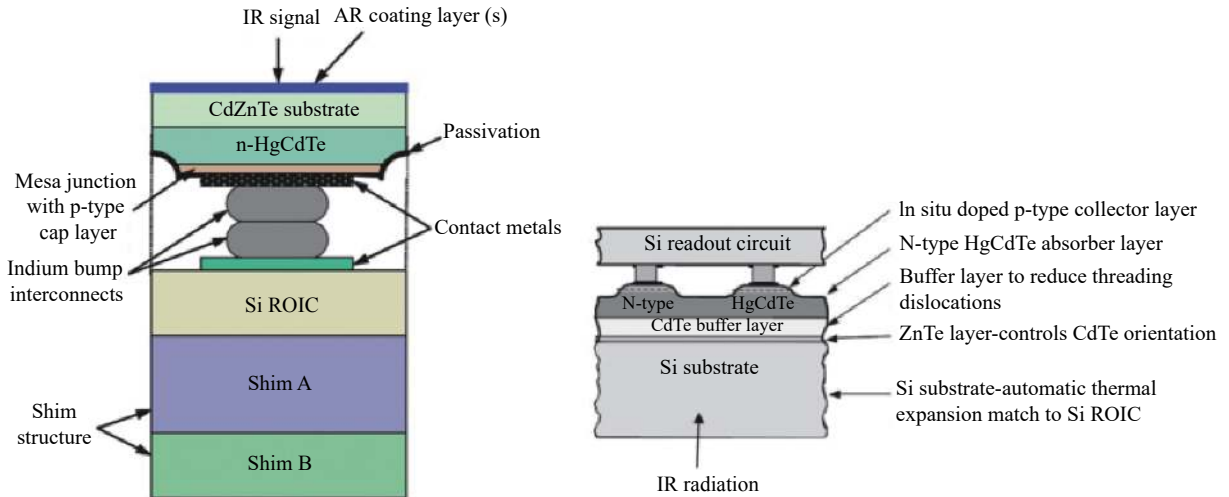 IR signal
AR coating layer (s)
CdZnTe substrate
n-HgCdTe
Passivation
Mesa junction
with p-type
cap layer
Contact metals
Indium bump
interconnects
Si ROIC
Shim A
Shim
structure
Shim B
ln situ doped p-type collector layer
Si readout circuit
N-type HgCdTe absorber layer
N-type
HgCdTe
Buffer layer to reduce threading
dislocations
CdTe buffer layer
ZnTe layer-controls CdTe orientation
Si substrate
Si substrate-automatic thermal
expansion match to Si ROIC
IR radiation